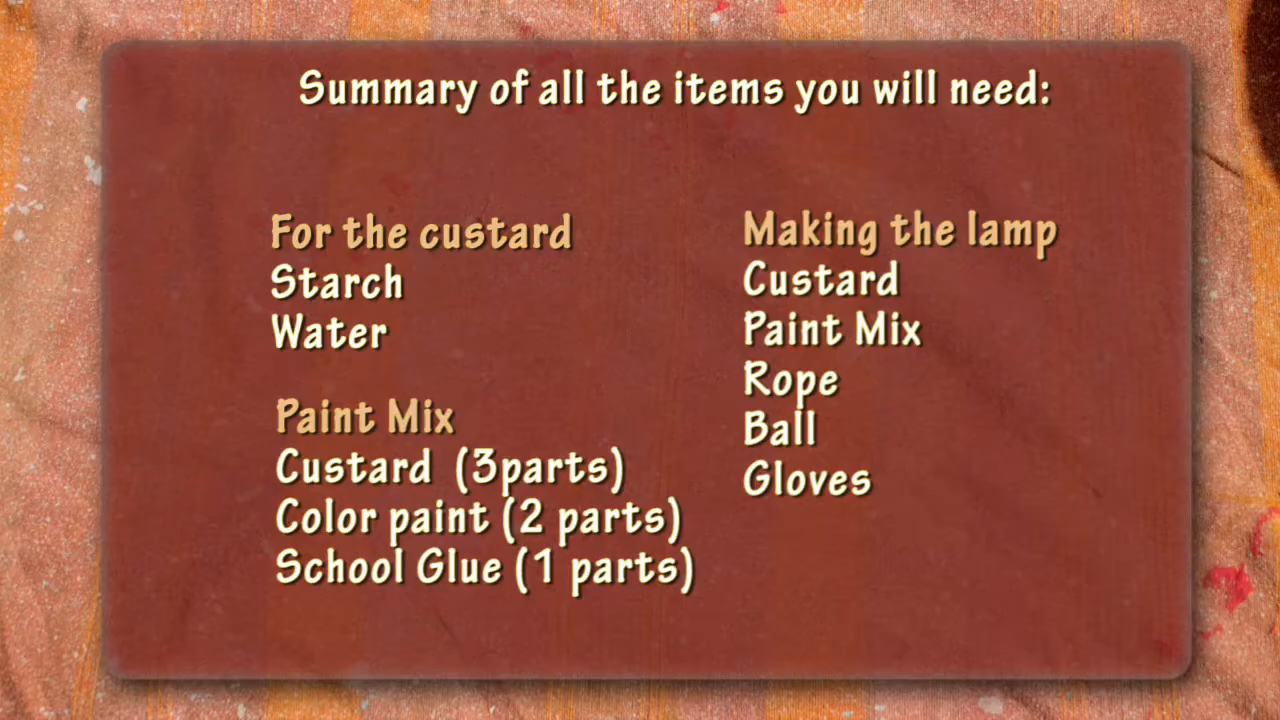 Summary of all the items you will need:
For the custard
Starch
Water
Paint Mix
Custard (3parts)
Color paint (2 parts)
School Glue (1 parts)
Making the lamp
Custard
Paint Mix
Rope
Ball
Gloves